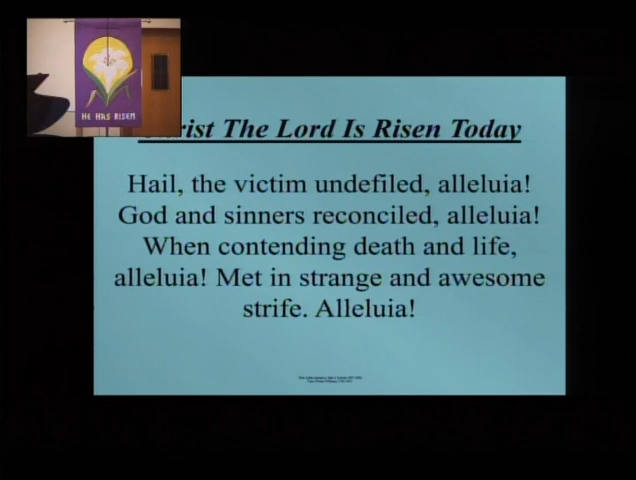 HE HAS RISEN
rist The Lord Is Risen Today
Hail, the victim undefiled, alleluia!
God and sinners reconciled, alleluia!
When contending death and life,
alleluia! Met in strange and awesome
strife. Alleluia!